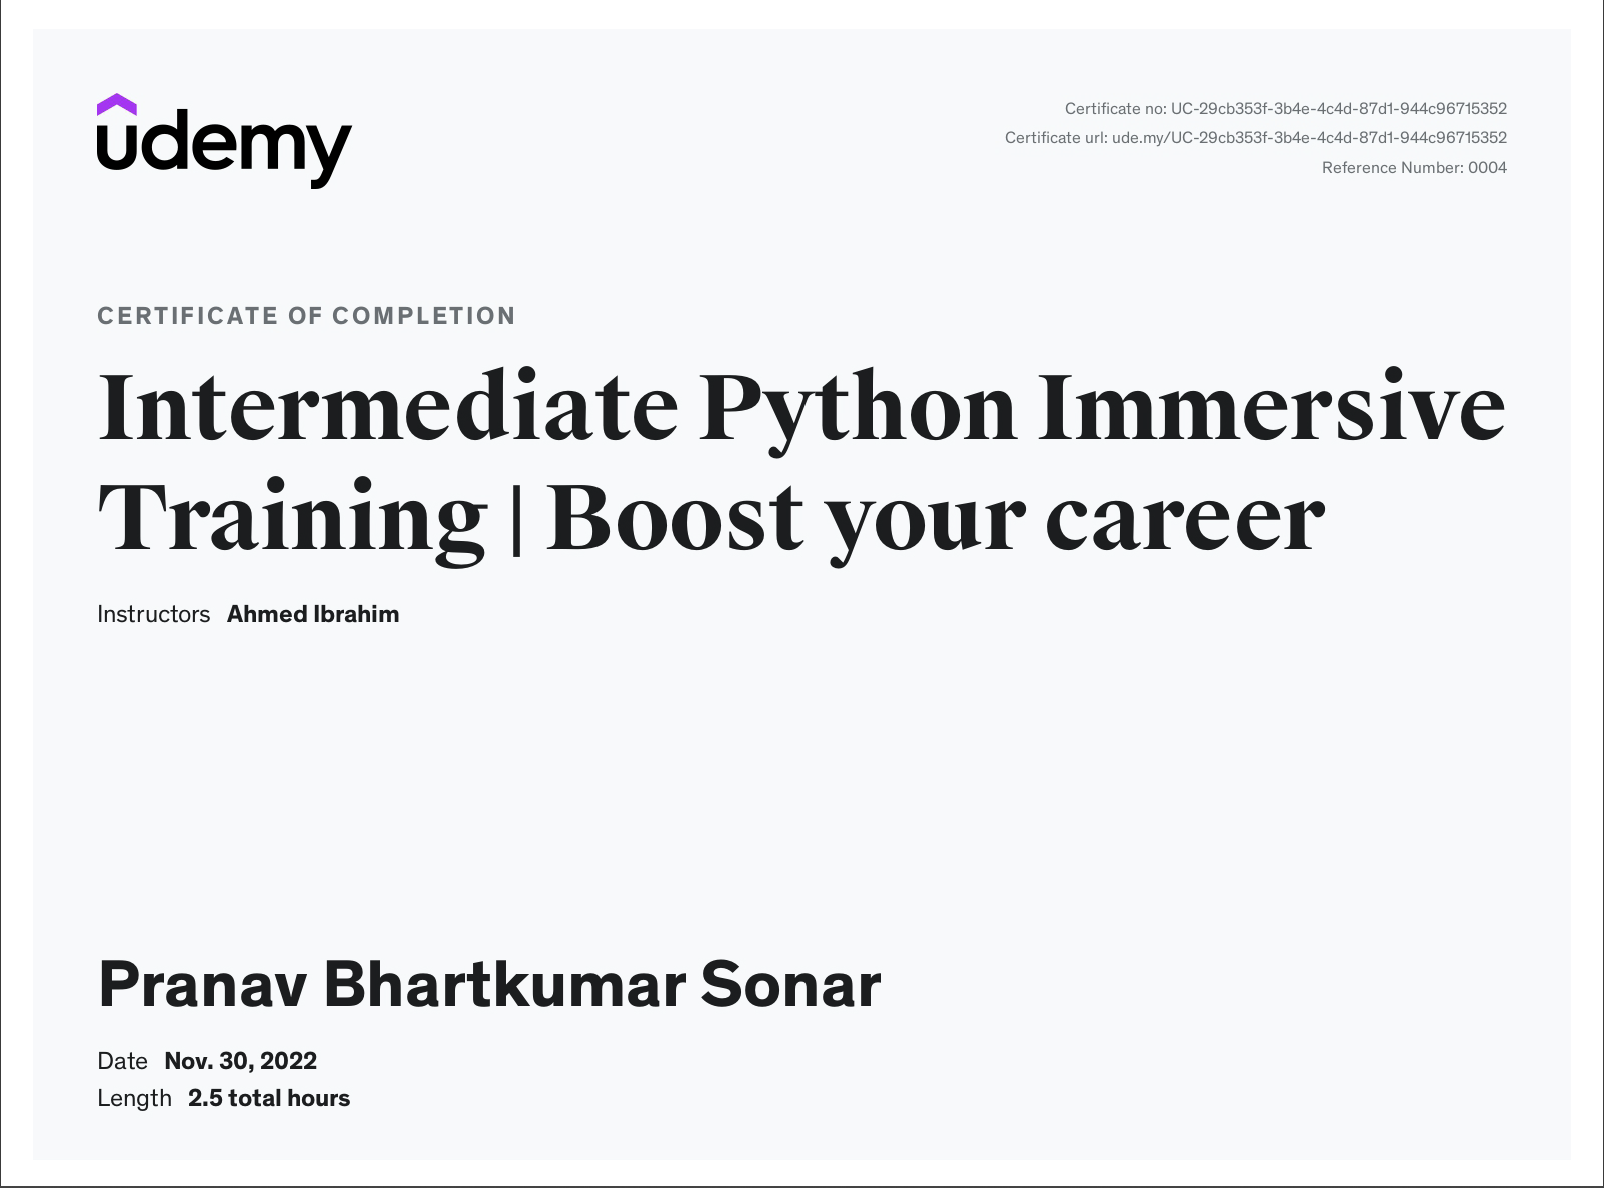 udemy
Certificate no: UC-29cb353f-3b4e-4c4d-87d1-944c96715352
Certificate url: ude.my/UC-29cb353f-3b4e-4c4d-87d1-944c96715352
Reference Number: 0004
CERTIFICATE OF COMPLETION
Intermediate Python Immersive
Training | Boost your career
Instructors Ahmed Ibrahim
Pranav Bhartkumar Sonar
Date Nov. 30, 2022
Length 2.5 total hours